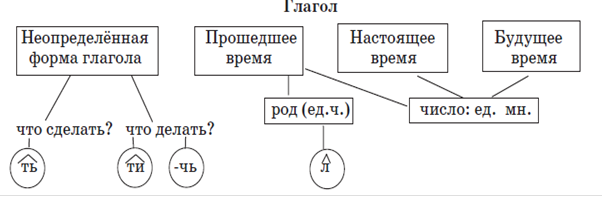 Глагол
Неопределённая
форма глагола
Прошедшее
время
Настоящее
время
Будущее
время
род (ед.ч.)
число: ед. мн.
что сделать?
что делать?
ть
ти
-чь
л